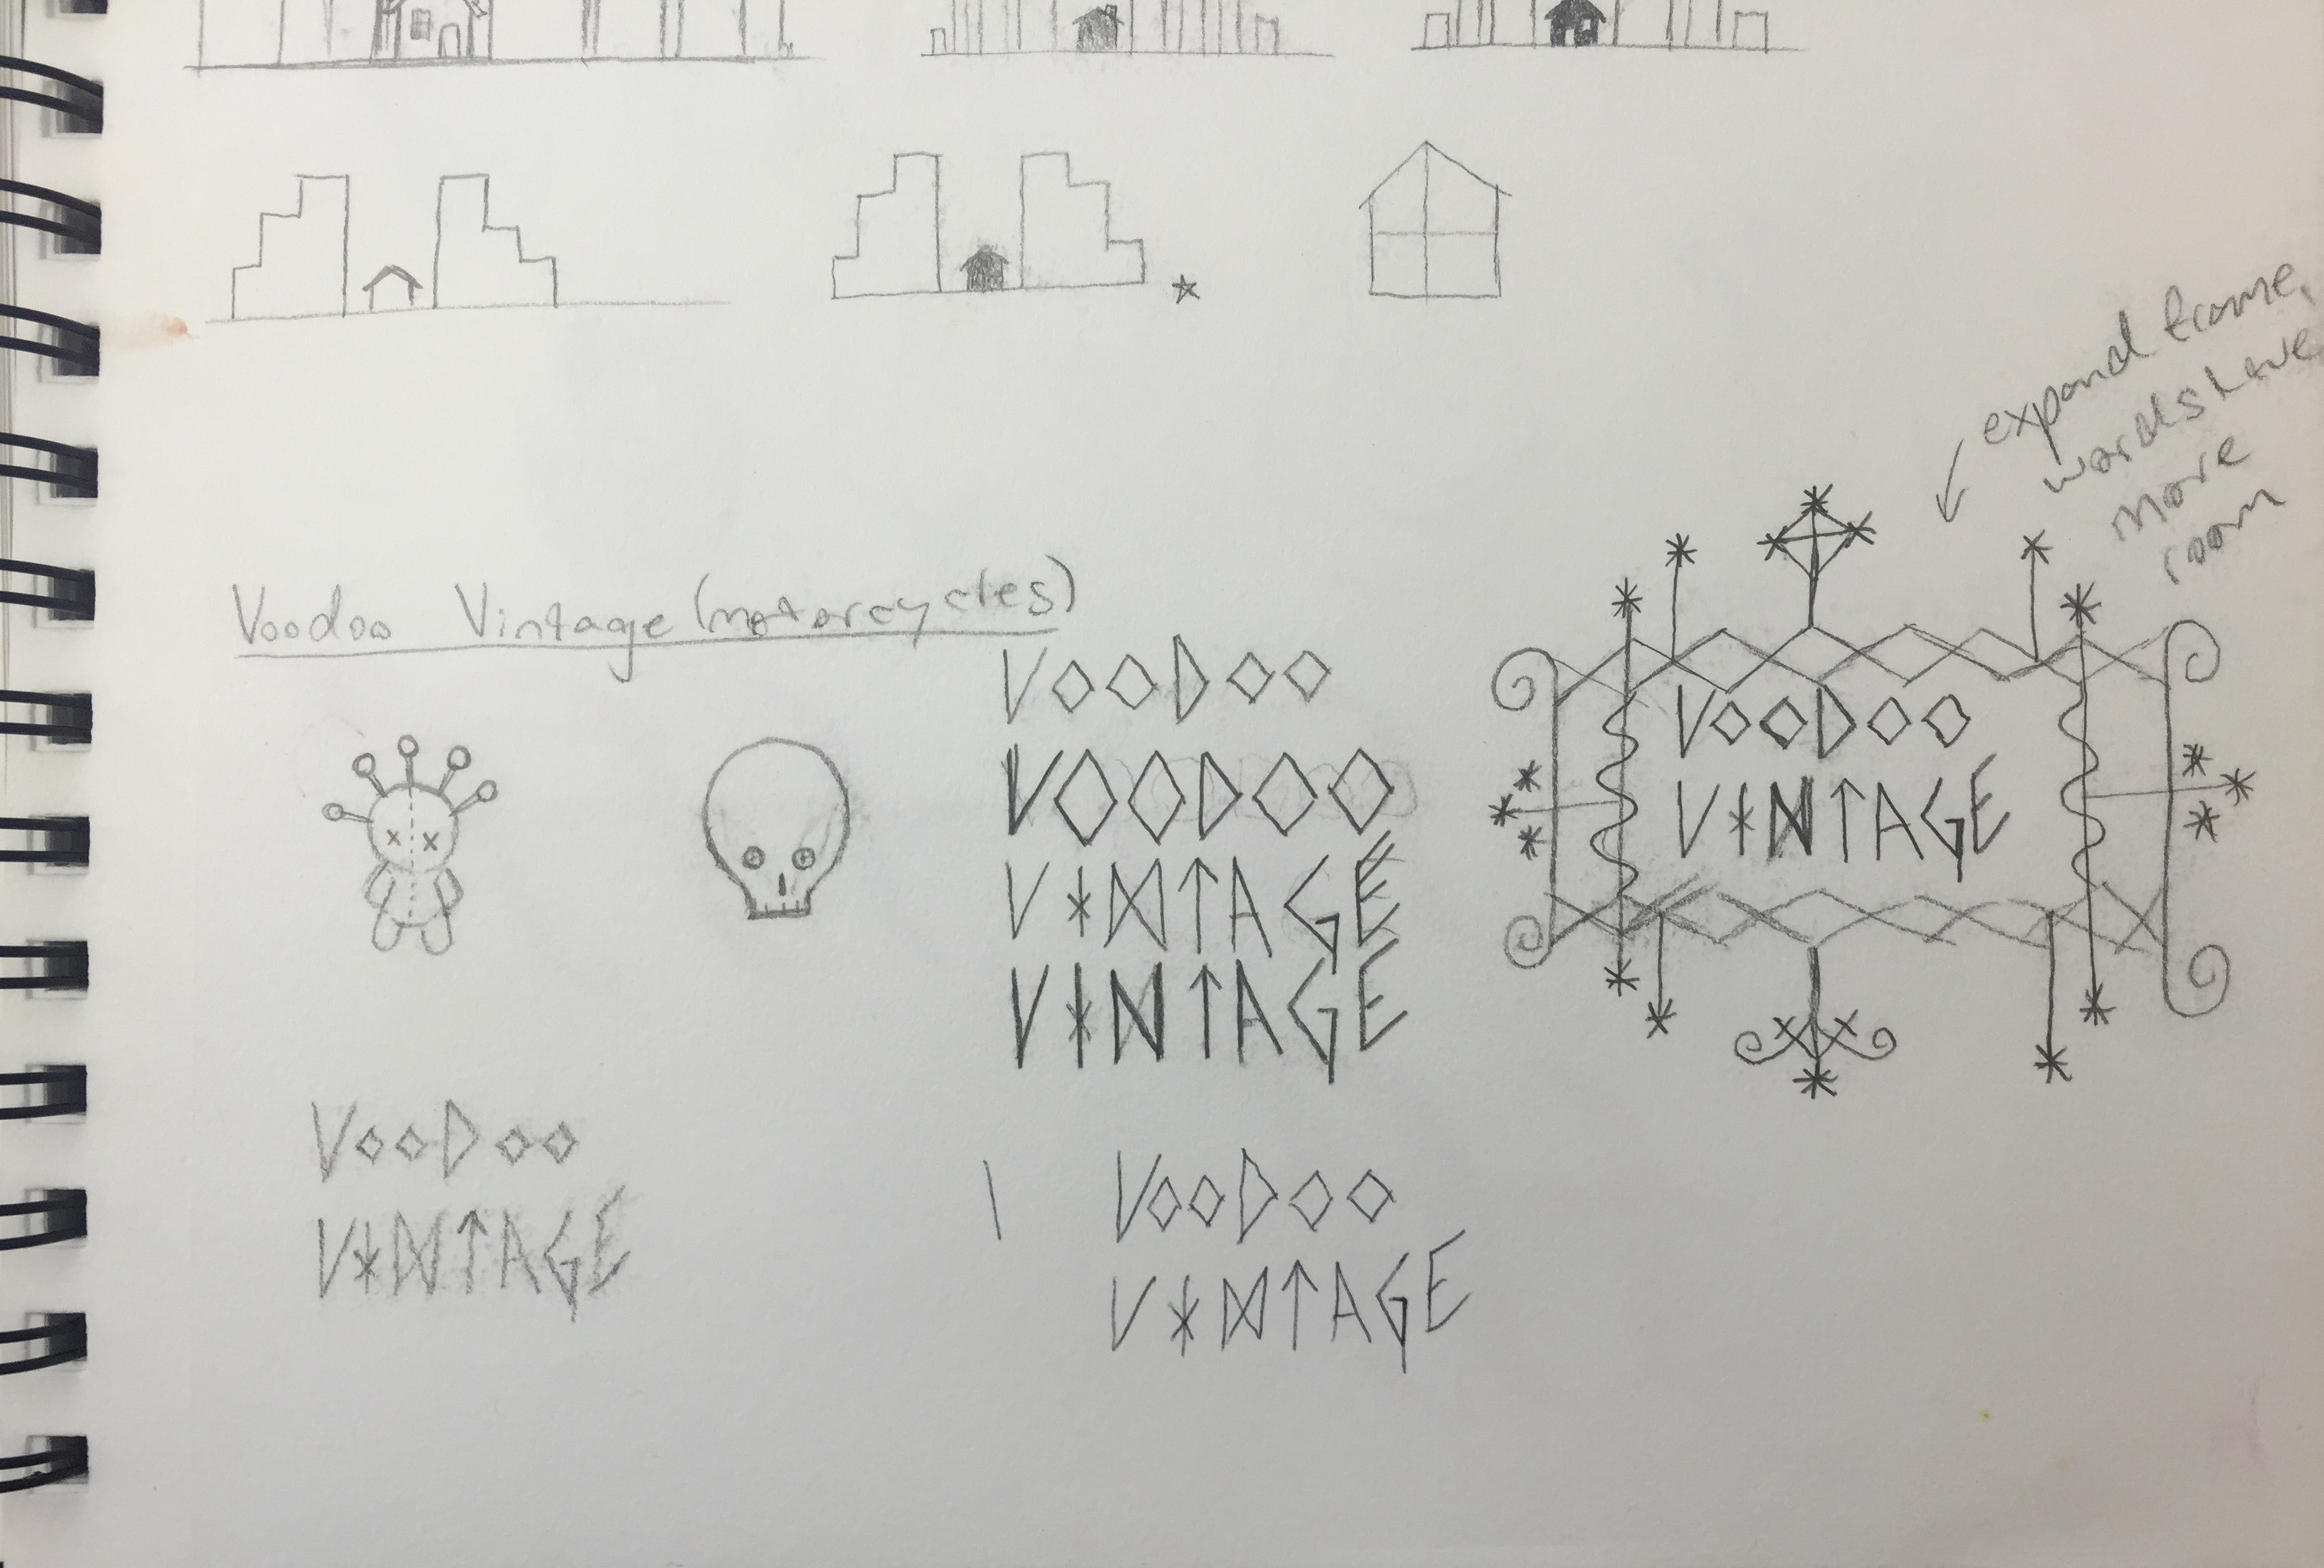 expand frame,
words have
more
room
Voodoo Vintage (motorcycles)
VOODOO
VOODOO
VINTAGE
VINTAGE
VOODOO
VINTAGE
VOODOO
VINTAGE
VOODOO
VINTAGE